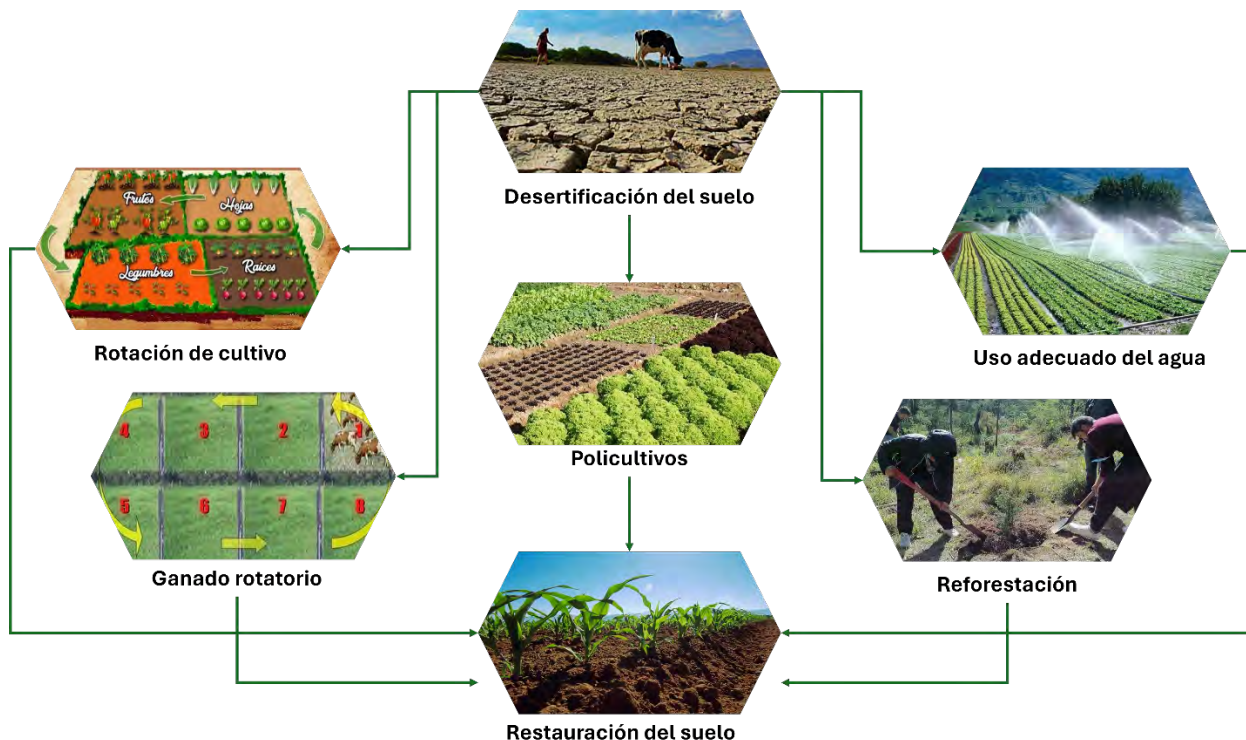 Desertificación del suelo
Frutos
Hojas
Legumbres
Raíces
Rotación de cultivo
Uso adecuado del agua
Policultivos
4
3
2
1
5
6
7
8
Ganado rotatorio
Reforestación
Restauración del suelo